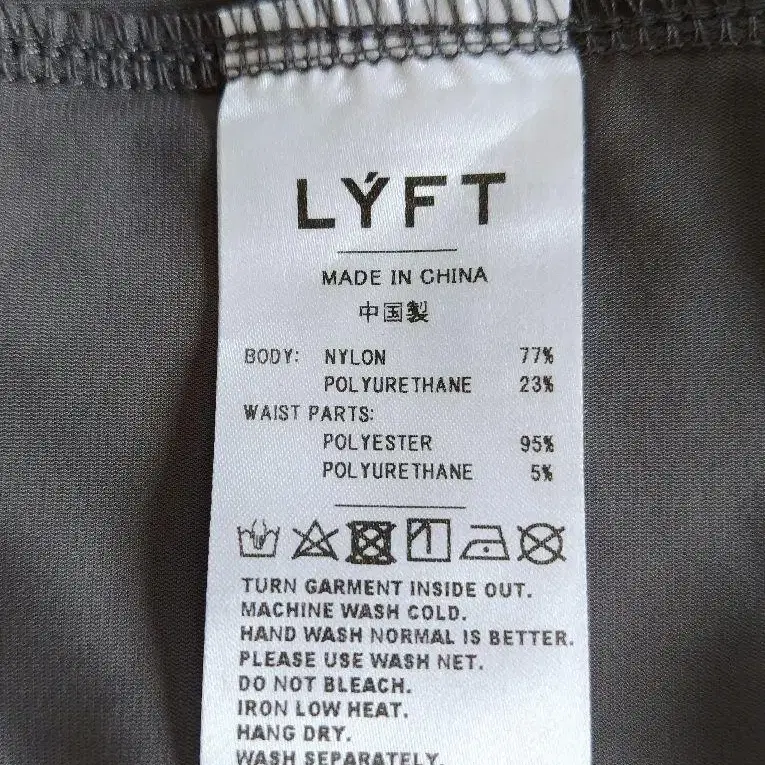 LÝFT
MADE IN CHINA
中国製
BODY: NYLON 77%
POLYURETHANE 23%
WAIST PARTS:
POLYESTER 95%
POLYURETHANE 5%
TURN GARMENT INSIDE OUT.
MACHINE WASH COLD.
HAND WASH NORMAL IS BETTER.
PLEASE USE WASH NET.
DO NOT BLEACH.
IRON LOW HEAT.
HANG DRY.
WASH SEPARATELY.